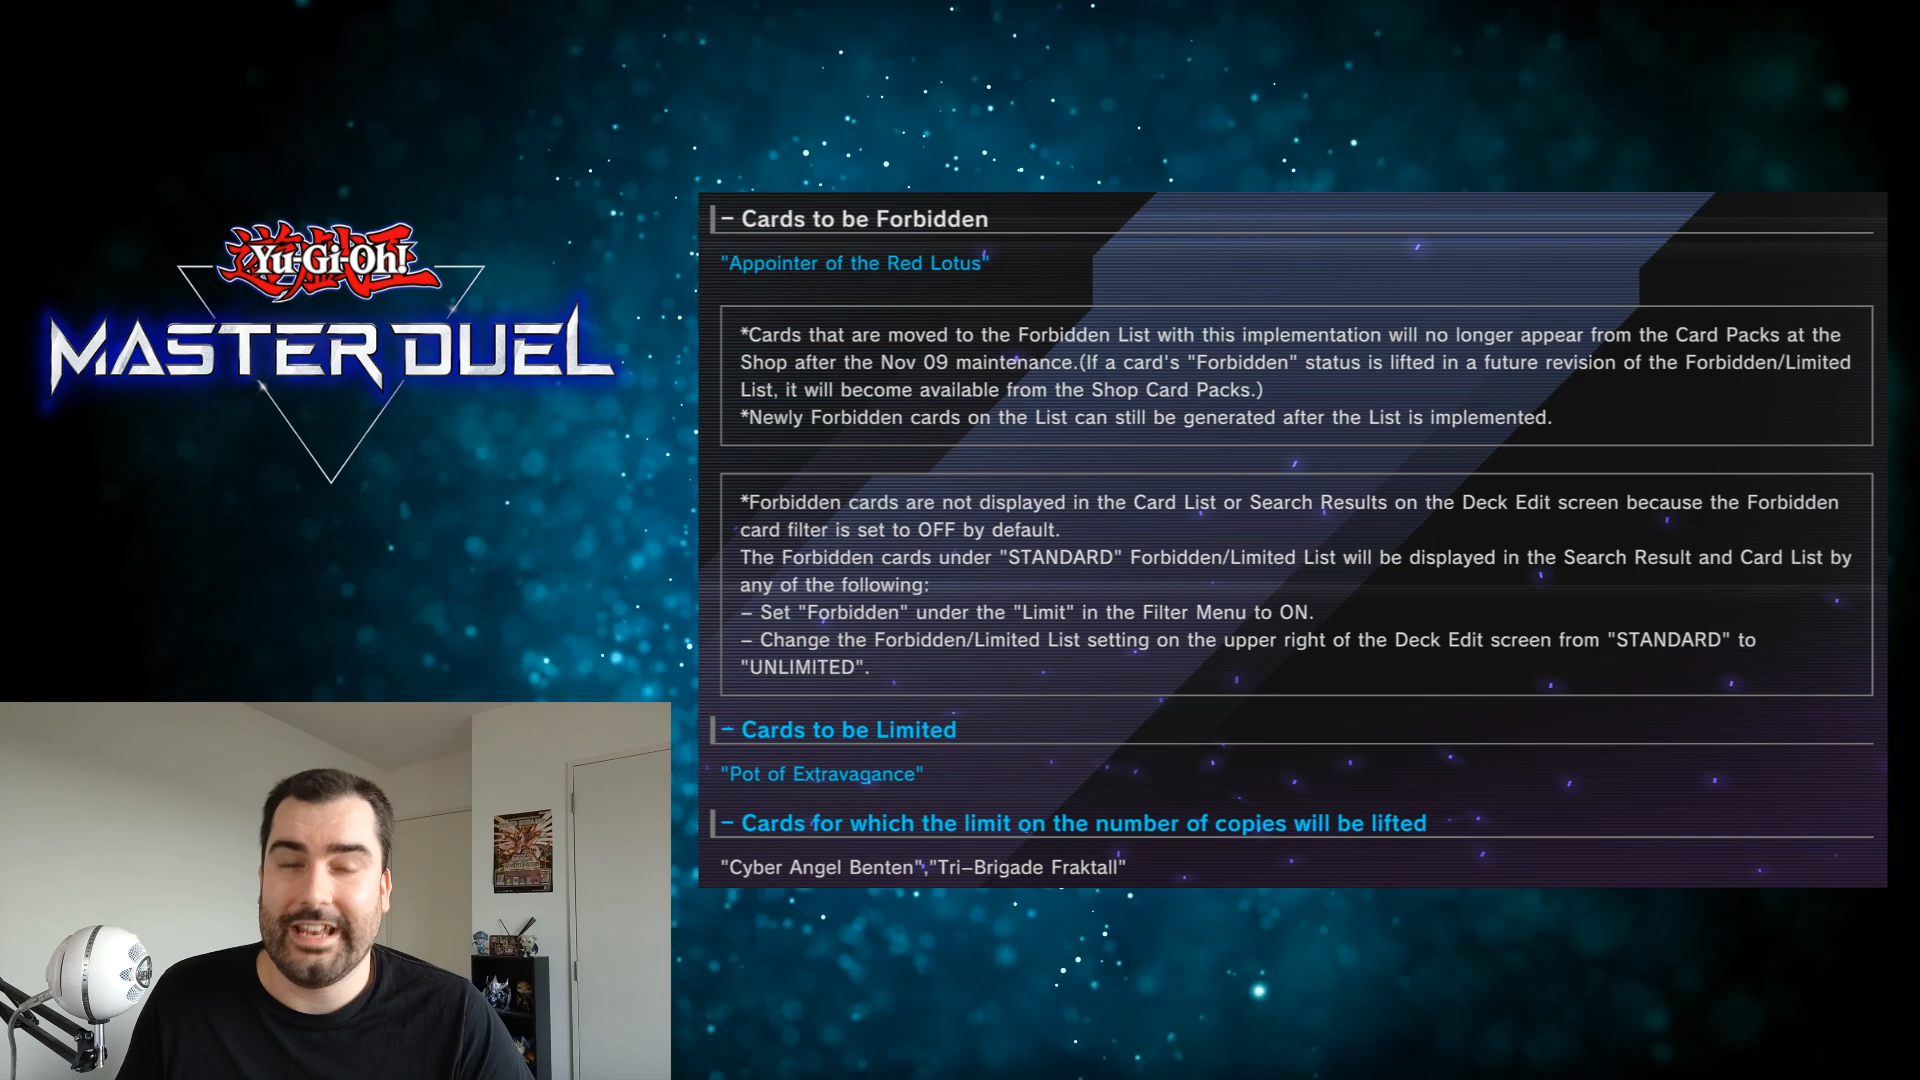 遊戯王
Yu-Gi-Oh!
MASTER DUEL
– Cards to be Forbidden
"Appointer of the Red Lotus"
*Cards that are moved to the Forbidden List with this implementation will no longer appear from the Card Packs at the
Shop after the Nov 09 maintenance.(If a card's "Forbidden" status is lifted in a future revision of the Forbidden/Limited
List, it will become available from the Shop Card Packs.)
*Newly Forbidden cards on the List can still be generated after the List is implemented.
*Forbidden cards are not displayed in the Card List or Search Results on the Deck Edit screen because the Forbidden
card filter is set to OFF by default.
The Forbidden cards under "STANDARD" Forbidden/Limited List will be displayed in the Search Result and Card List by
any of the following:
– Set "Forbidden" under the "Limit" in the Filter Menu to ON.
– Change the Forbidden/Limited List setting on the upper right of the Deck Edit screen from "STANDARD" to
"UNLIMITED".
– Cards to be Limited
"Pot of Extravagance"
– Cards for which the limit on the number of copies will be lifted
"Cyber Angel Benten","Tri–Brigade Fraktall"